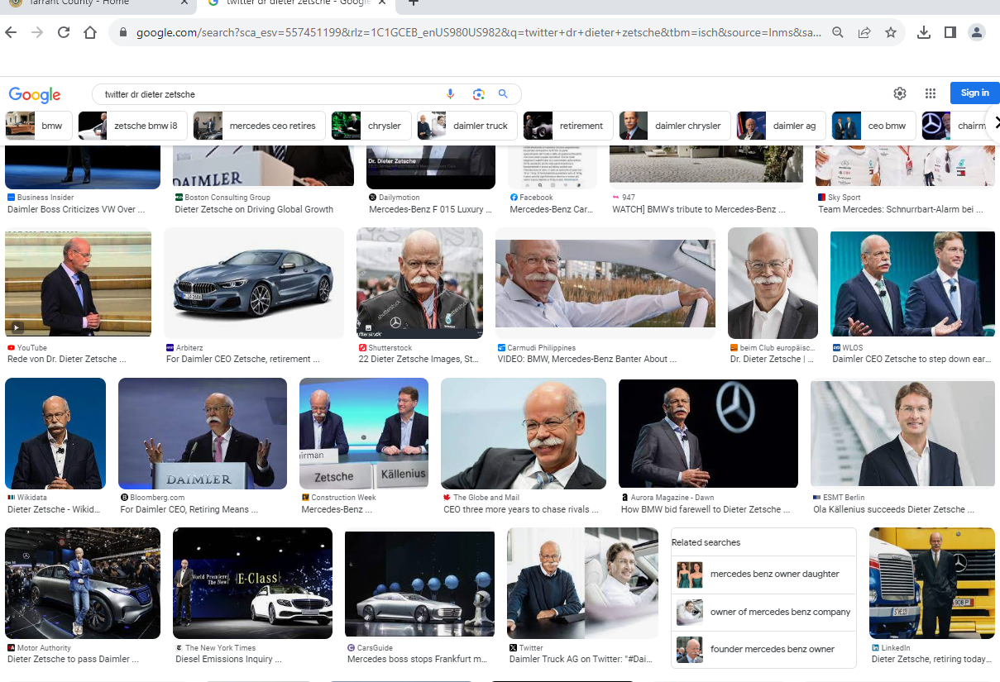 Tarrant County - Home
twitter dr dieter zetsche - Google
google.com/search?sca_esv=557451199&rlz=1C1GCEB_enUS980US982&q=twitter+dr+dieter+zetsche&tbm=isch&source=lnms&sa...
Google
twitter dr dieter zetsche
Sign in
bmw
zetsche bmw i8
mercedes ceo retires
chrysler
daimler truck
retirement
daimler chrysler
daimler ag
ceo bmw
chairm
DAIMLER
Dr. Dieter Zetsche
Business Insider
Daimler Boss Criticizes VW Over ...
Boston Consulting Group
Dieter Zetsche on Driving Global Growth
Dailymotion
Mercedes-Benz F 015 Luxury ...
Facebook
Mercedes-Benz Car...
947
WATCH] BMW's tribute to Mercedes-Benz ...
Sky Sport
Team Mercedes: Schnurrbart-Alarm bei ...
shutterstock
YouTube
Rede von Dr. Dieter Zetsche ...
Arbiterz
For Daimler CEO Zetsche, retirement ...
Shutterstock
22 Dieter Zetsche Images, St...
Carmudi Philippines
VIDEO: BMW, Mercedes-Benz Banter About ...
beim Club europäisc...
Dr. Dieter Zetsche | ...
WLOS
Daimler CEO Zetsche to step down ear...
DAIMLER
airman
Zetsche
Källenius
Wikidata
Dieter Zetsche - Wikid...
Bloomberg.com
For Daimler CEO, Retiring Means ...
Construction Week
Mercedes-Benz ...
The Globe and Mail
CEO three more years to chase rivals ...
Aurora Magazine - Dawn
How BMW bid farewell to Dieter Zetsche ...
ESMT Berlin
Ola Källenius succeeds Dieter Zetsche ...
World Premiere
The New
E-Class
Related searches
mercedes benz owner daughter
owner of mercedes benz company
founder mercedes benz owner
Motor Authority
Dieter Zetsche to pass Daimler ...
The New York Times
Diesel Emissions Inquiry ...
CarsGuide
Mercedes boss stops Frankfurt m...
Twitter
Daimler Truck AG on Twitter: "#Dai...
LinkedIn
Dieter Zetsche, retiring today...